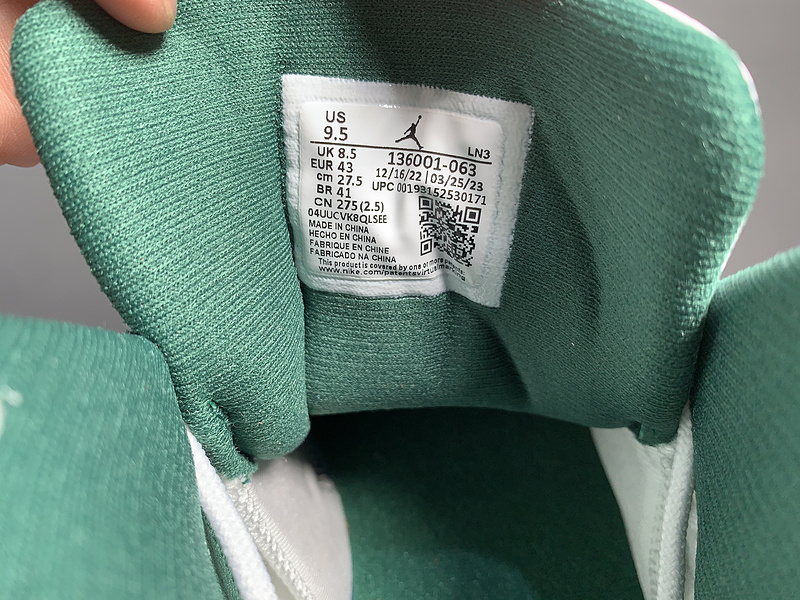 US
9.5
LN3
UK 8.5 136001-063
EUR 43 12/16/22 | 03/25/23
cm 27.5 UPC 00193152530171
BR 41
CN 275(2.5)
04UUCVK8QLSEE
MADE IN CHINA
HECHO EN CHINA
FABRIQUE EN CHINE
FABRICADO NA CHINA
This product is covered by one or more patents
www.nike.com/patentsvirtualmarking